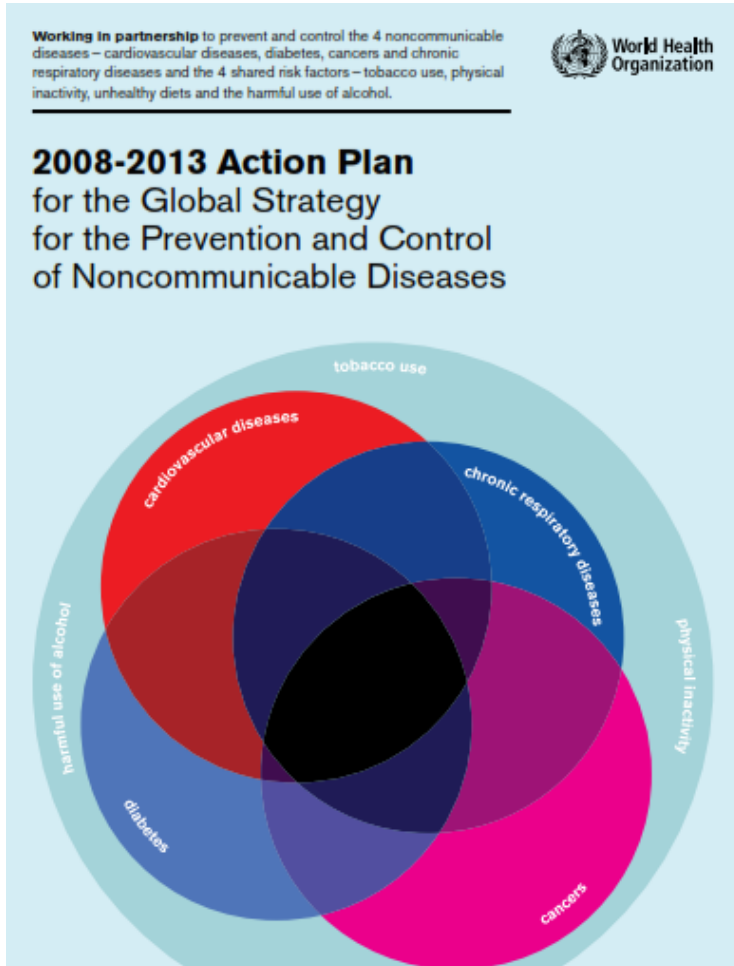 Working in partnership to prevent and control the 4 noncommunicable
diseases – cardiovascular diseases, diabetes, cancers and chronic
respiratory diseases and the 4 shared risk factors – tobacco use, physical
inactivity, unhealthy diets and the harmful use of alcohol.
World Health
Organization
2008-2013 Action Plan
for the Global Strategy
for the Prevention and Control
of Noncommunicable Diseases
tobacco use
cardiovascular diseases
chronic respiratory diseases
harmful use of alcohol
physical inactivity
diabetes
cancers